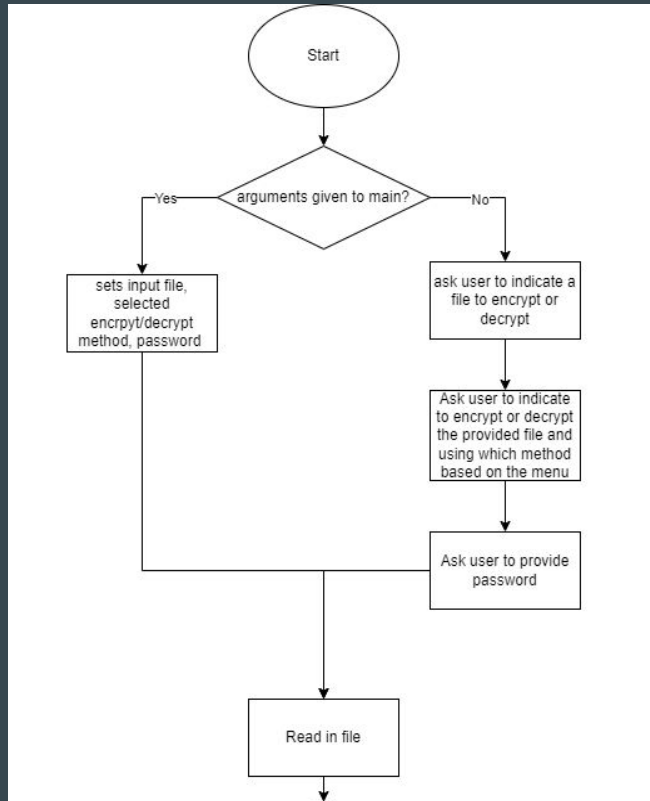 Start
arguments given to main?
Yes
No
sets input file,
selected
encrpyt/decrypt
method, password
ask user to indicate a
file to encrypt or
decrypt
Ask user to indicate
to encrypt or decrypt
the provided file and
using which method
based on the menu
Ask user to provide
password
Read in file